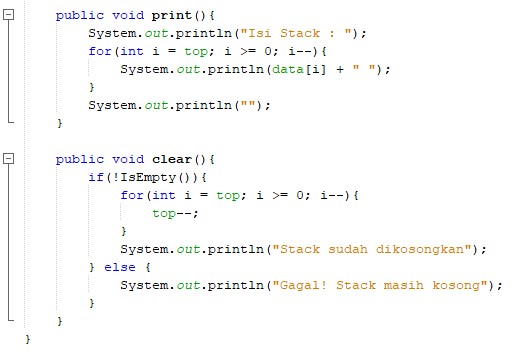 public void print(){
System.out.println("Isi Stack : ");
for(int i = top; i >= 0; i--){
System.out.println(data[i] + " ");
}
System.out.println("");
}
public void clear(){
if(!IsEmpty()){
for(int i = top; i >= 0; i--){
top--;
}
System.out.println("Stack sudah dikosongkan");
} else {
System.out.println("Gagal! Stack masih kosong");
}
}
}